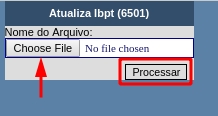 Atualiza Ibpt (6501)
Nome do Arquivo:
Choose File No file chosen
Processar